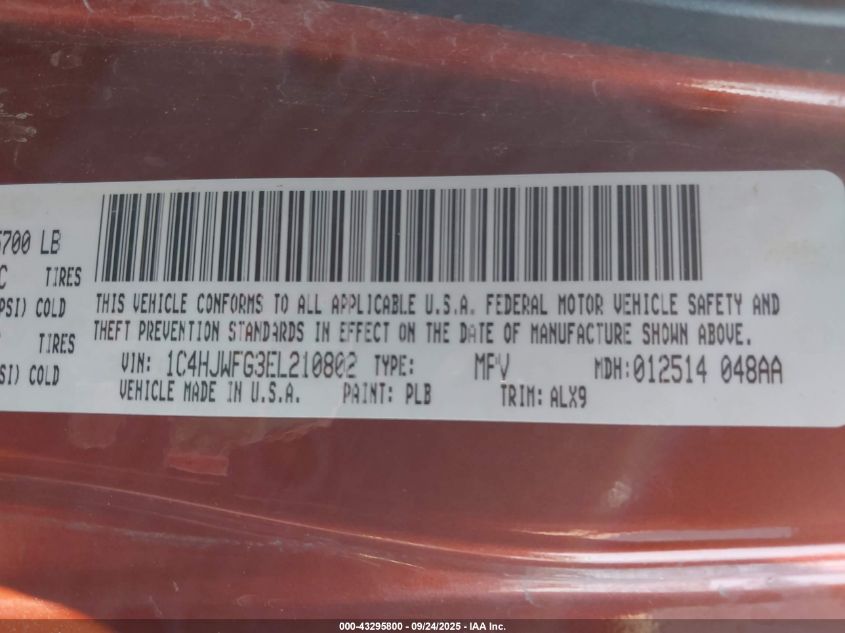 5700 LB
C TIRES
PSI) COLD
TIRES
SI) COLD
THIS VEHICLE CONFORMS TO ALL APPLICABLE U.S.A. FEDERAL MOTOR VEHICLE SAFETY AND
THEFT PREVENTION STANDARDS IN EFFECT ON THE DATE OF MANUFACTURE SHOWN ABOVE.
VIN: 1C4HJWFG3EL210802 TYPE: MPV MDH:012514 048AA
VEHICLE MADE IN U.S.A. PAINT: PLB TRIM: ALX9
000-43295800 - 09/24/2025 - IAA Inc.